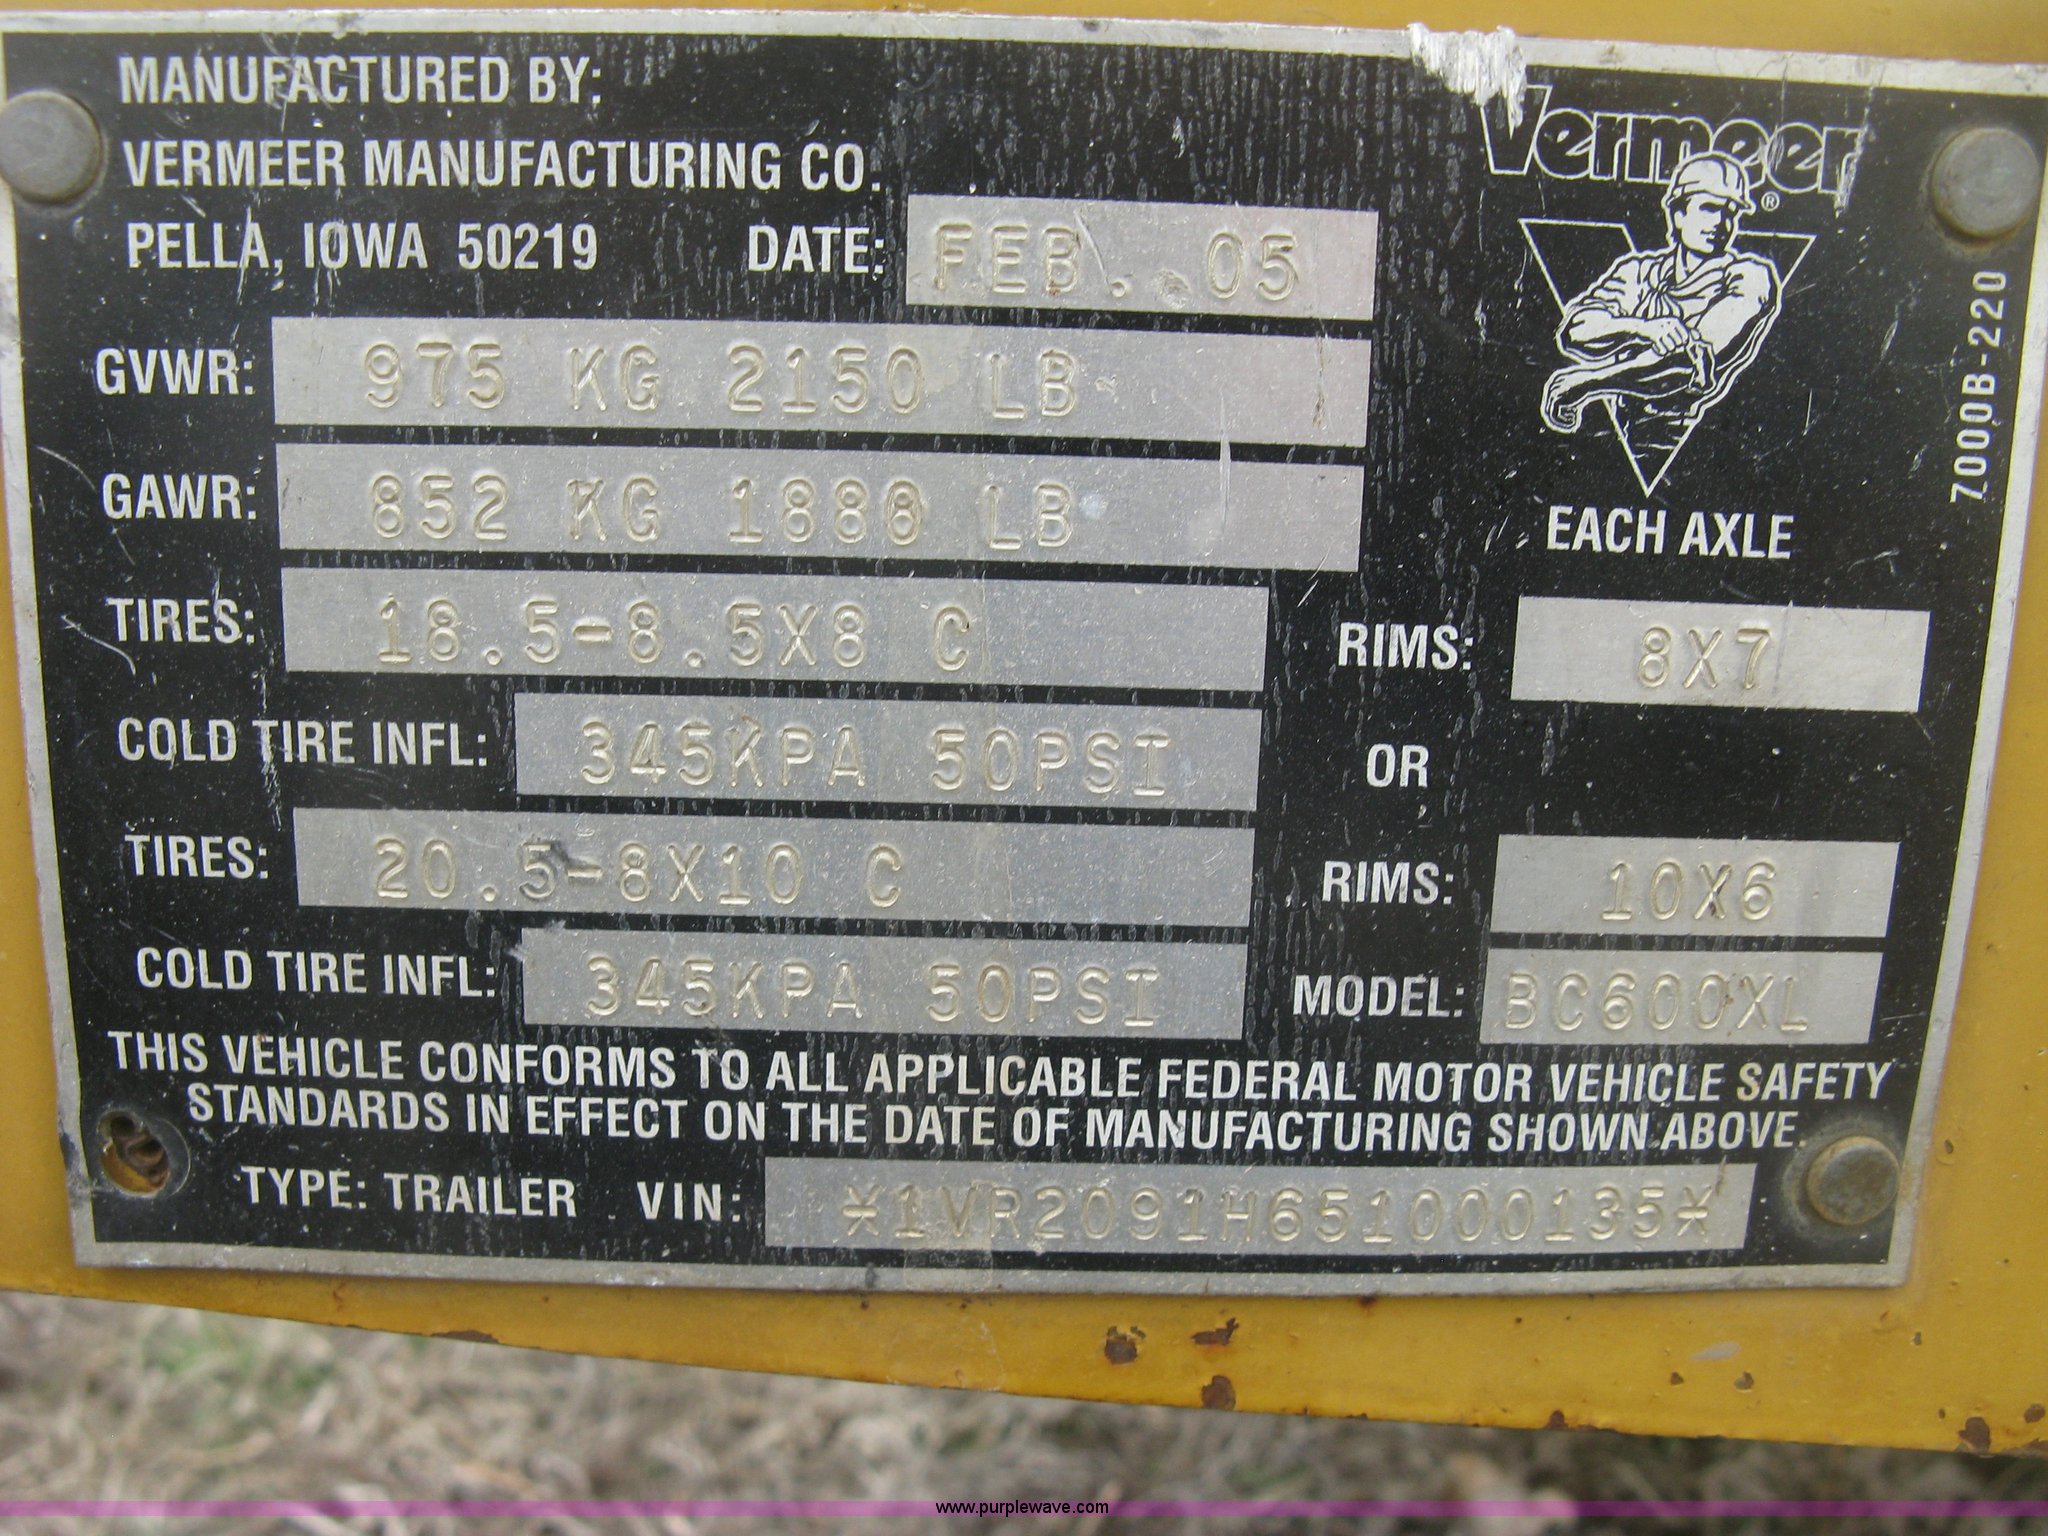 MANUFACTURED BY:
VERMEER MANUFACTURING CO.
PELLA, IOWA 50219 DATE: FEB. 05
Vermeer®
7000B-220
GVWR: 975 KG 2150 LB
GAWR: 852 KG 1880 LB EACH AXLE
TIRES: 18.5-8.5X8 C RIMS: 8X7
COLD TIRE INFL: 345KPA 50PSI OR
TIRES: 20.5-8X10 C RIMS: 10X6
COLD TIRE INFL: 345KPA 50PSI MODEL: BC600XL
THIS VEHICLE CONFORMS TO ALL APPLICABLE FEDERAL MOTOR VEHICLE SAFETY
STANDARDS IN EFFECT ON THE DATE OF MANUFACTURING SHOWN ABOVE.
TYPE: TRAILER VIN: *1VR2091H651000135*
www.purplewave.com